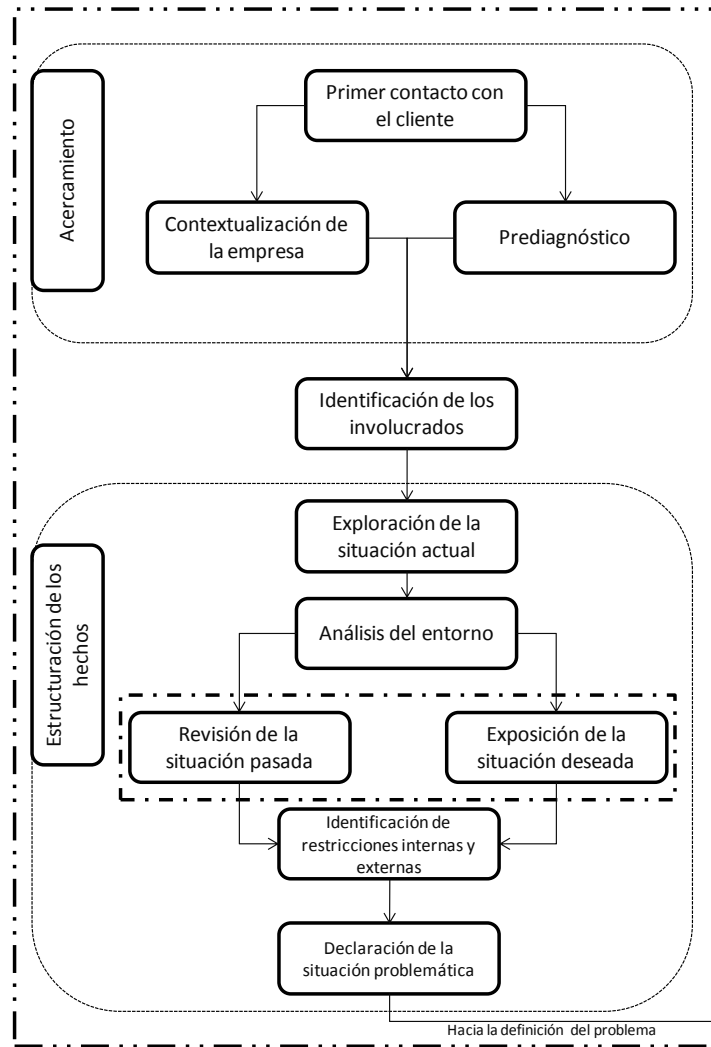 Acercamiento
Primer contacto con
el cliente
Contextualización de
la empresa
Prediagnóstico
Identificación de los
involucrados
Estructuración de los
hechos
Exploración de la
situación actual
Análisis del entorno
Revisión de la
situación pasada
Exposición de la
situación deseada
Identificación de
restricciones internas y
externas
Declaración de la
situación problemática
Hacia la definición del problema